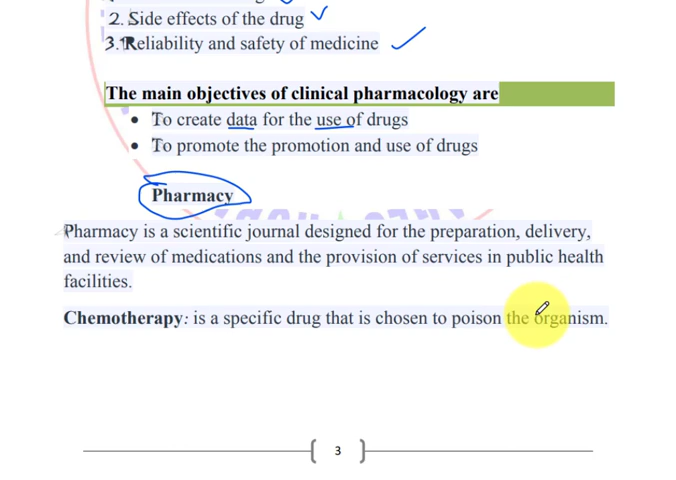 2. Side effects of the drug
3. Reliability and safety of medicine
The main objectives of clinical pharmacology are
• To create data for the use of drugs
• To promote the promotion and use of drugs
Pharmacy
Pharmacy is a scientific journal designed for the preparation, delivery,
and review of medications and the provision of services in public health
facilities.
Chemotherapy: is a specific drug that is chosen to poison the organism.
3